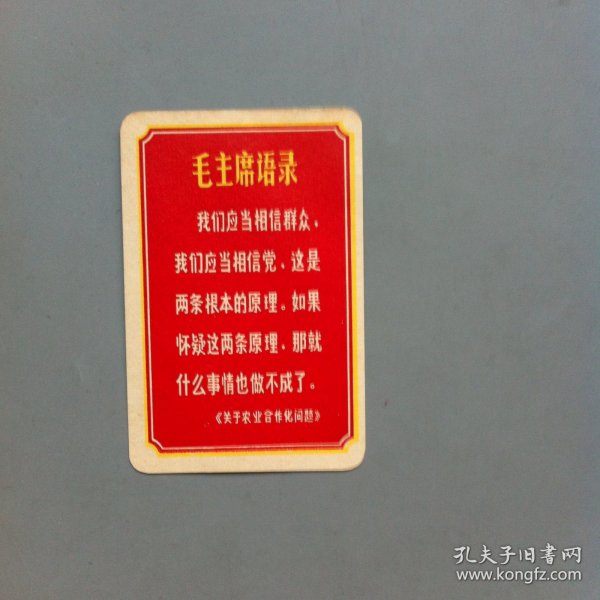 毛主席语录
我们应当相信群众，
我们应当相信党，这是
两条根本的原理。如果
怀疑这两条原理，那就
什么事情也做不成了。
《关于农业合作化问题》
孔夫子旧书网
www.kongfz.com